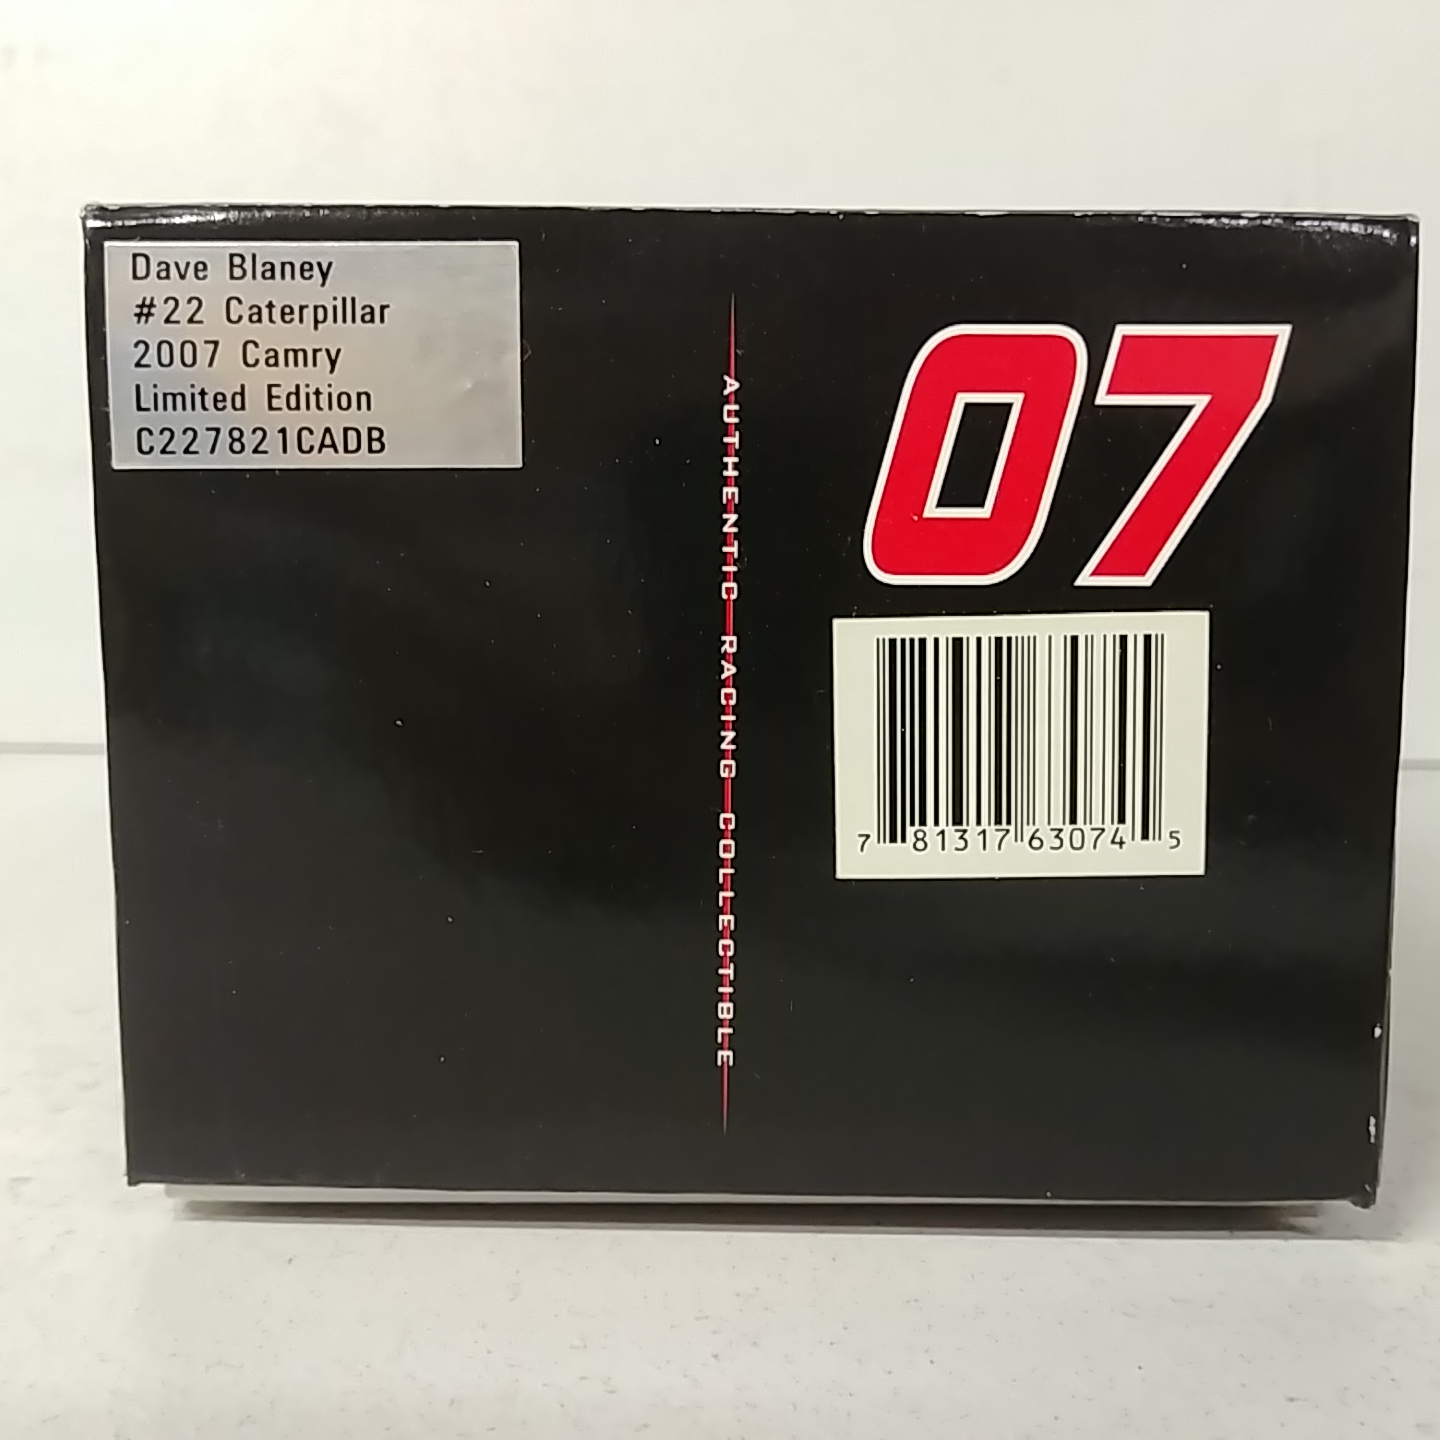 Dave Blaney
#22 Caterpillar
2007 Camry
Limited Edition
C227821CADB
AUTHENTIC RACING COLLECTIBLE
07
7 81317 63074 5